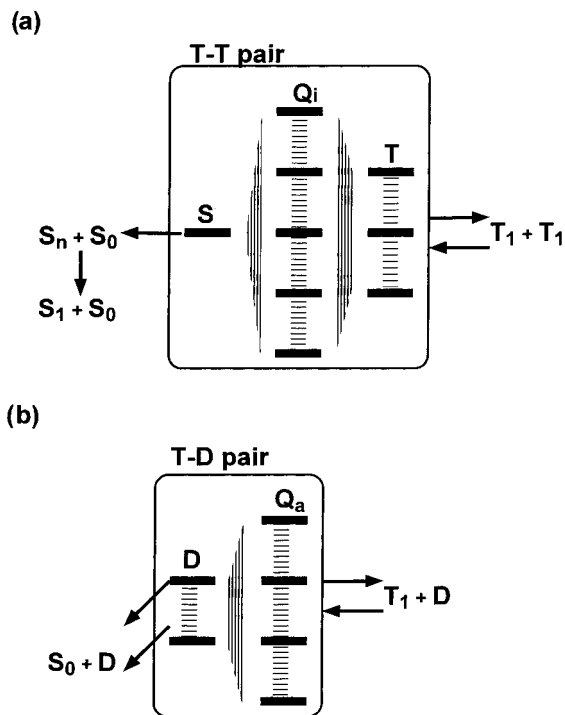 (a)
T-T pair
Qi
T
S
Sn + S0
T1 + T1
S1 + S0
(b)
T-D pair
Qa
D
T1 + D
S0 + D